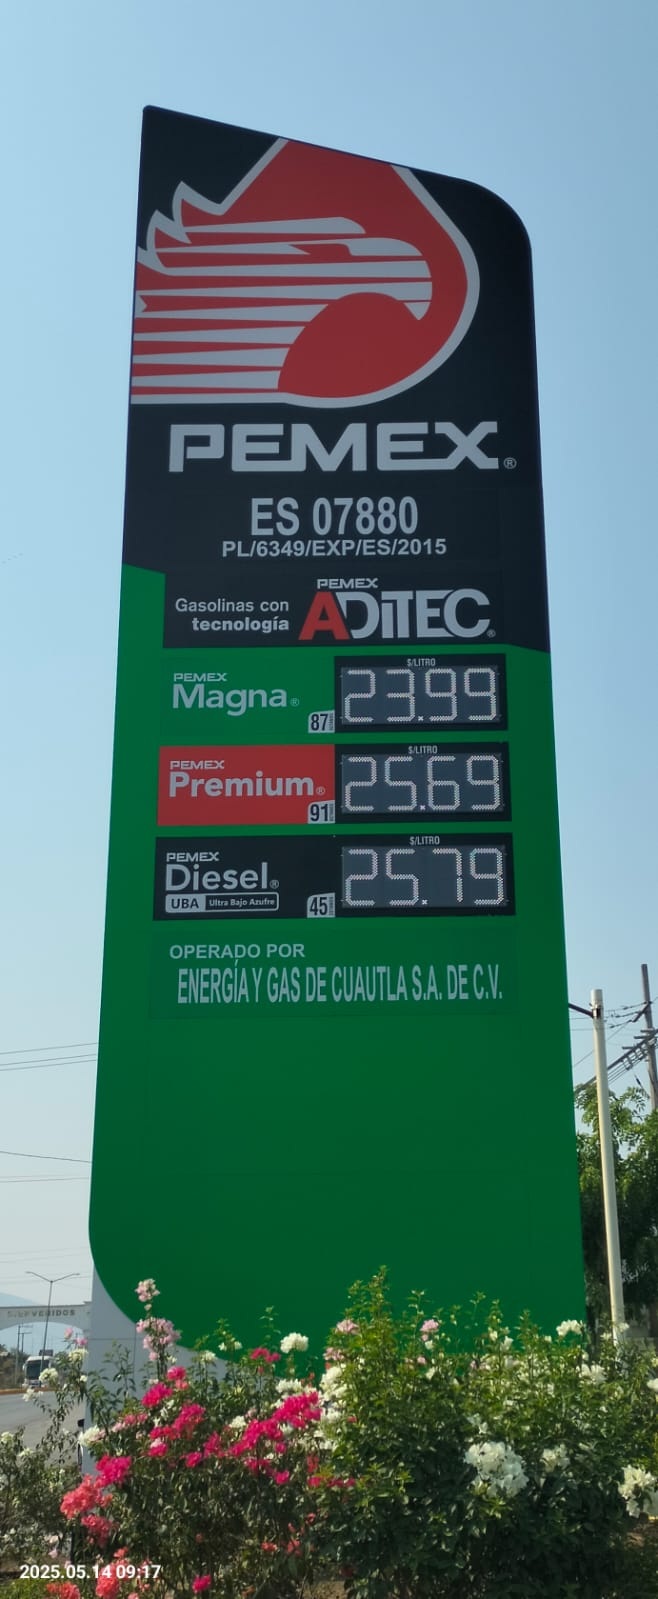 PEMEX®
ES 07880
PL/6349/EXP/ES/2015
PEMEX
Gasolinas con
tecnología
ADITEC®
$/LITRO
PEMEX
Magna®
87
23.99
$/LITRO
PEMEX
Premium®
91
25.69
$/LITRO
PEMEX
Diesel®
UBA Ultra Bajo Azufre
45
25.79
OPERADO POR
ENERGÍA Y GAS DE CUAUTLA S.A. DE C.V.
BIENVENIDOS
2025.05.14 09:17